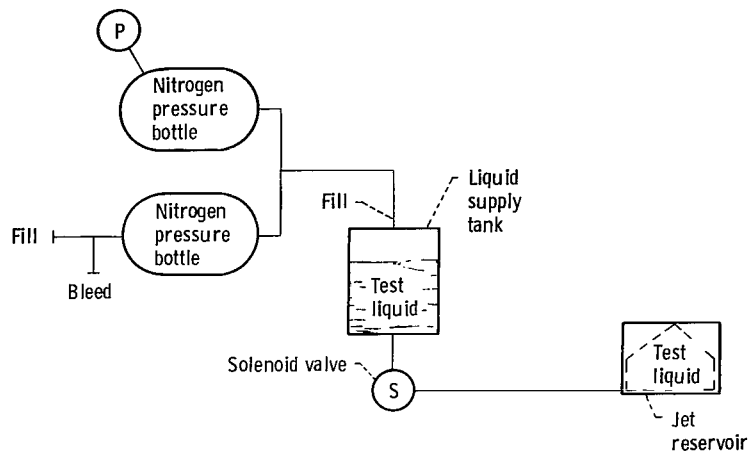 P
Nitrogen
pressure
bottle
Nitrogen
pressure
bottle
Fill
Bleed
Fill
Liquid
supply
tank
Test
liquid
Solenoid valve
S
Test
liquid
Jet
reservoir